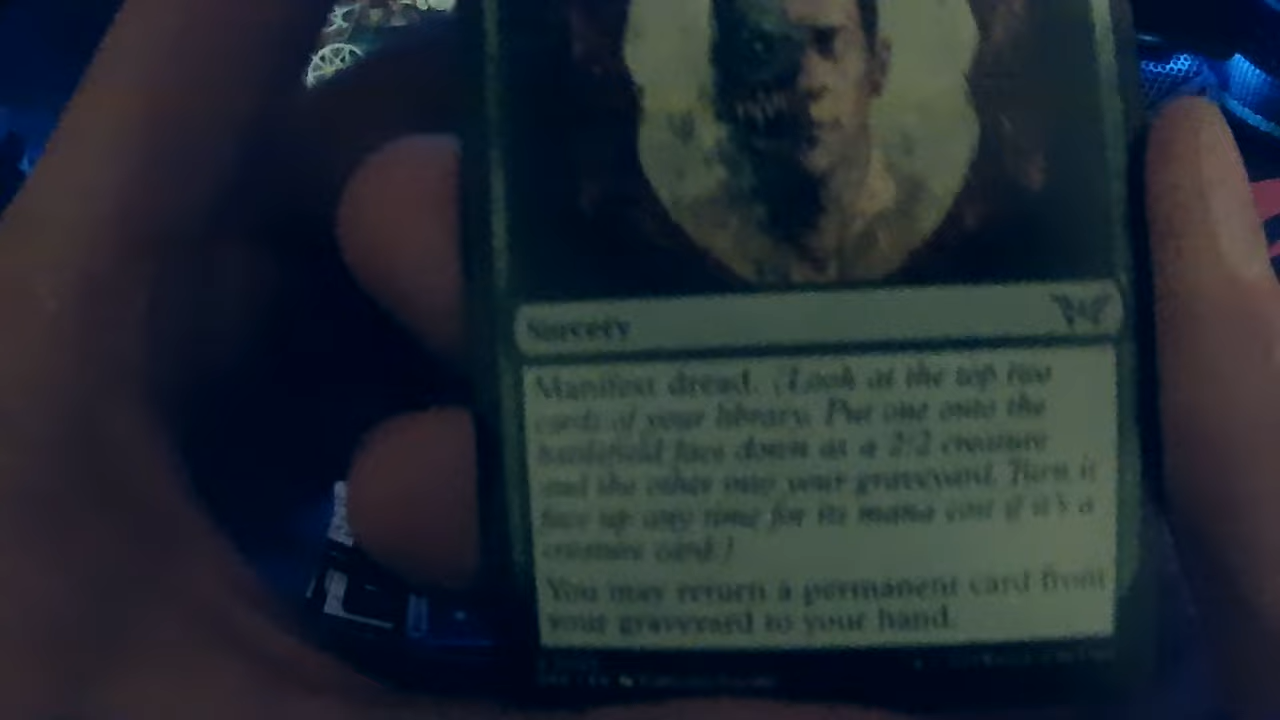 Sorcery
Manifest dread. (Look at the top two
cards of your library. Put one onto the
battlefield face down as a 2/2 creature
and the other into your graveyard. Turn it
face up any time for its mana cost if it's a
creature card.)
You may return a permanent card from
your graveyard to your hand.